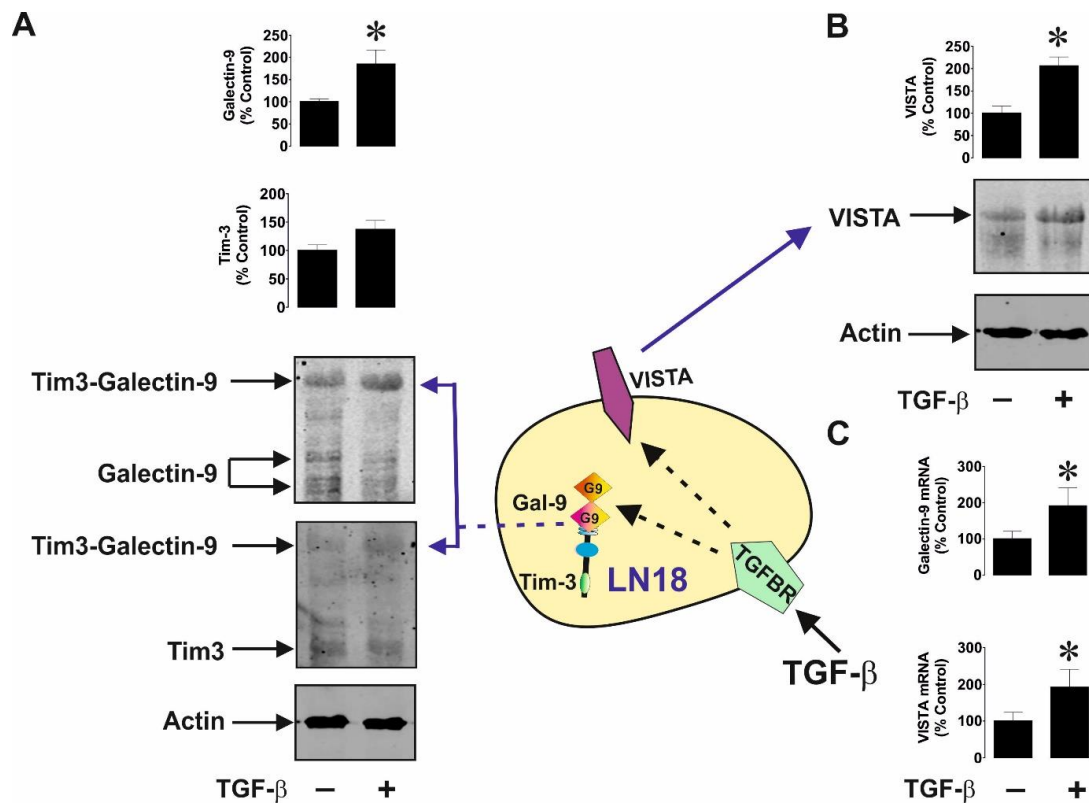 A
*
Galectin-9
(% Control)
250
200
150
100
50
0
Tim-3
(% Control)
200
150
100
50
0
Tim3-Galectin-9
Galectin-9
Tim3-Galectin-9
Tim3
Actin
TGF-β − +
VISTA
Gal-9
G9
G9
Tim-3
LN18
TGFBR
TGF-β
B
*
VISTA
(% Control)
250
200
150
100
50
0
VISTA
Actin
TGF-β − +
C
*
Galectin-9 mRNA
(% Control)
300
200
100
0
*
VISTA mRNA
(% Control)
300
200
100
0
TGF-β − +